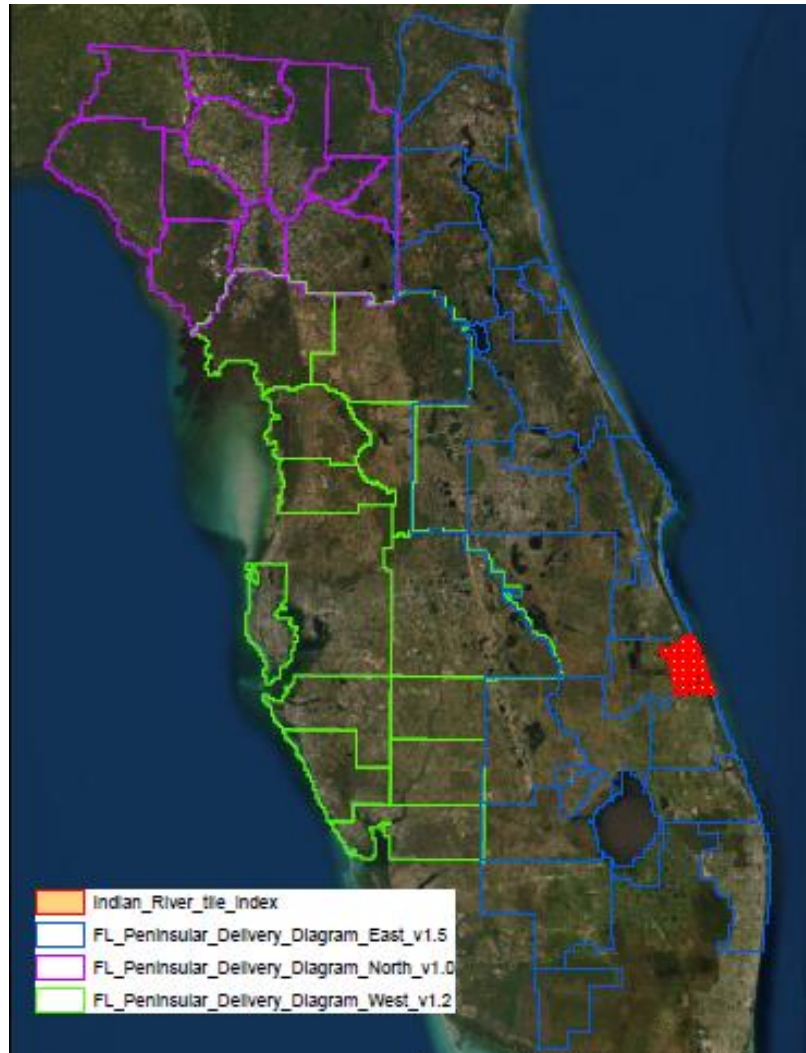 Indian_River_tile_Index
FL_Peninsular_Delivery_Diagram_East_v1.5
FL_Peninsular_Delivery_Diagram_North_v1.0
FL_Peninsular_Delivery_Diagram_West_v1.2